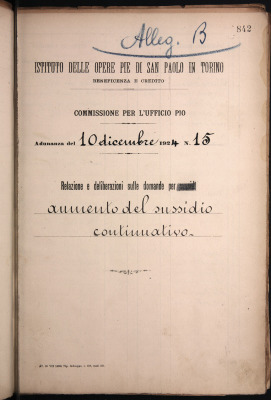 Alleg. B
842
ISTITUTO DELLE OPERE PIE DI SAN PAOLO IN TORINO
BENEFICENZA E CREDITO
COMMISSIONE PER L'UFFICIO PIO
Adunanza del 10 dicembre 1924 N. 15
Relazione e deliberazioni sulle domande per
aumento del sussidio
continuativo.